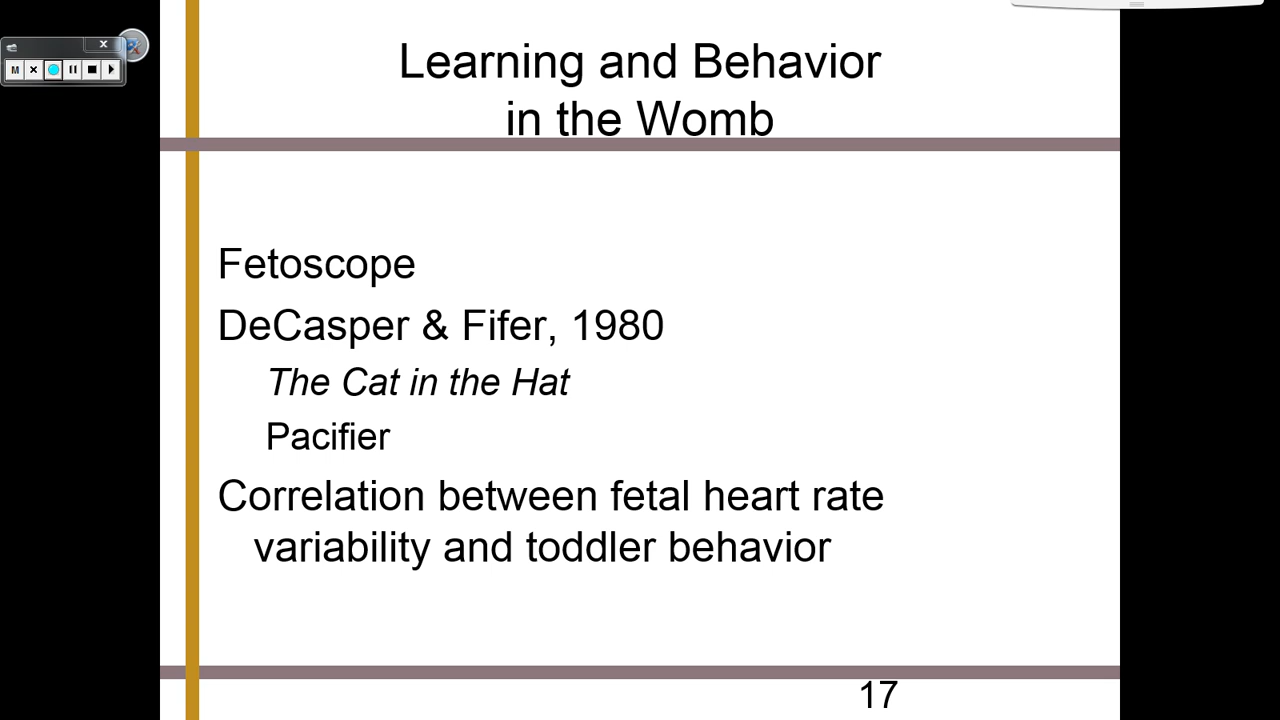 Learning and Behavior
in the Womb
M
Fetoscope
DeCasper & Fifer, 1980
The Cat in the Hat
Pacifier
Correlation between fetal heart rate
variability and toddler behavior
17